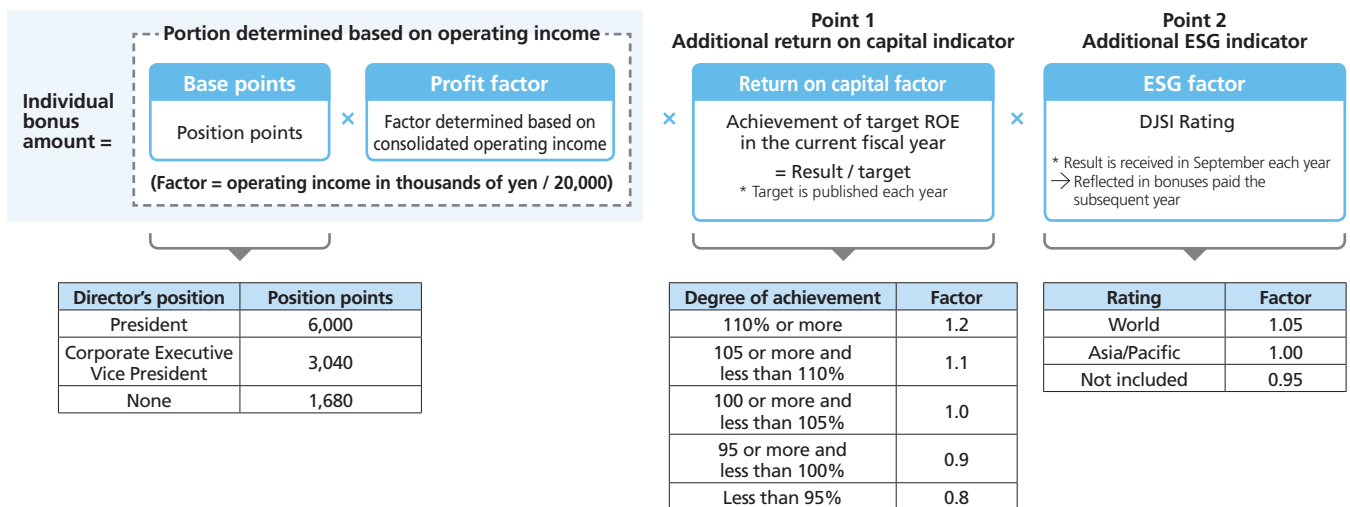 Portion determined based on operating income
Point 1
Additional return on capital indicator
Point 2
Additional ESG indicator
Individual
bonus
amount =
Base points
Position points
×
Profit factor
Factor determined based on
consolidated operating income
(Factor = operating income in thousands of yen / 20,000)
×
Return on capital factor
Achievement of target ROE
in the current fiscal year
= Result / target
* Target is published each year
×
ESG factor
DJSI Rating
* Result is received in September each year
→ Reflected in bonuses paid the
subsequent year
Director's position Position points
President 6,000
Corporate Executive
Vice President 3,040
None 1,680
Degree of achievement Factor
110% or more 1.2
105 or more and
less than 110% 1.1
100 or more and
less than 105% 1.0
95 or more and
less than 100% 0.9
Less than 95% 0.8
Rating Factor
World 1.05
Asia/Pacific 1.00
Not included 0.95